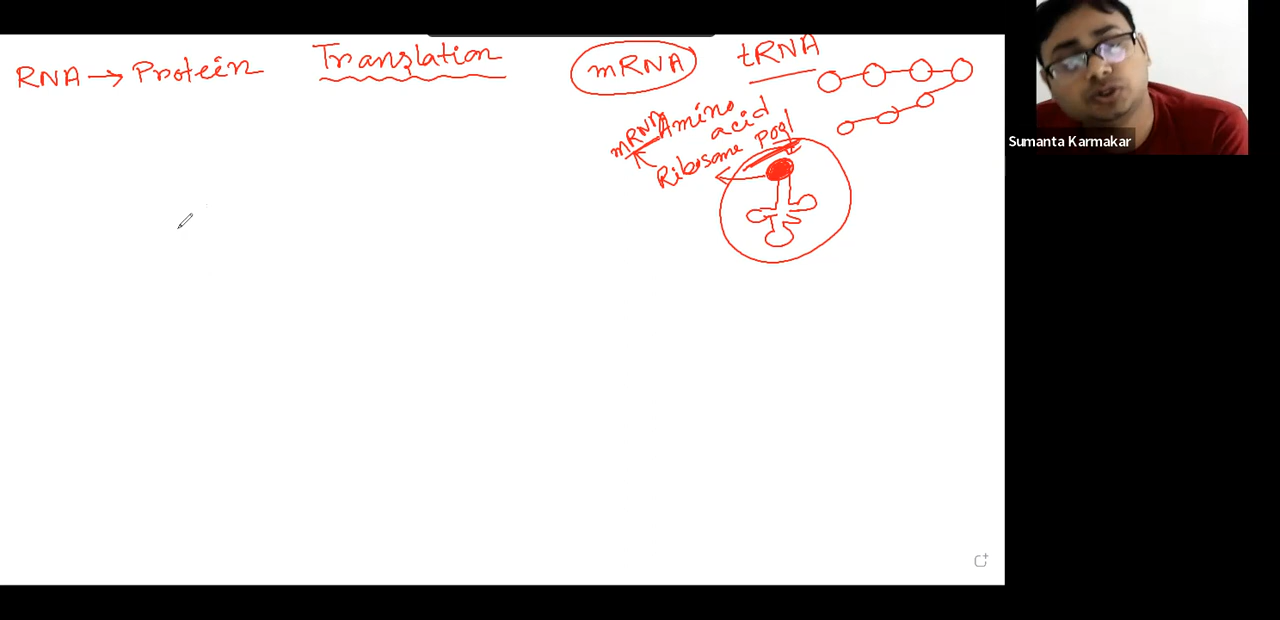 RNA → Protein
Translation
mRNA
tRNA
Amino
acid
Pool
mRNA
Ribosome
Sumanta Karmakar